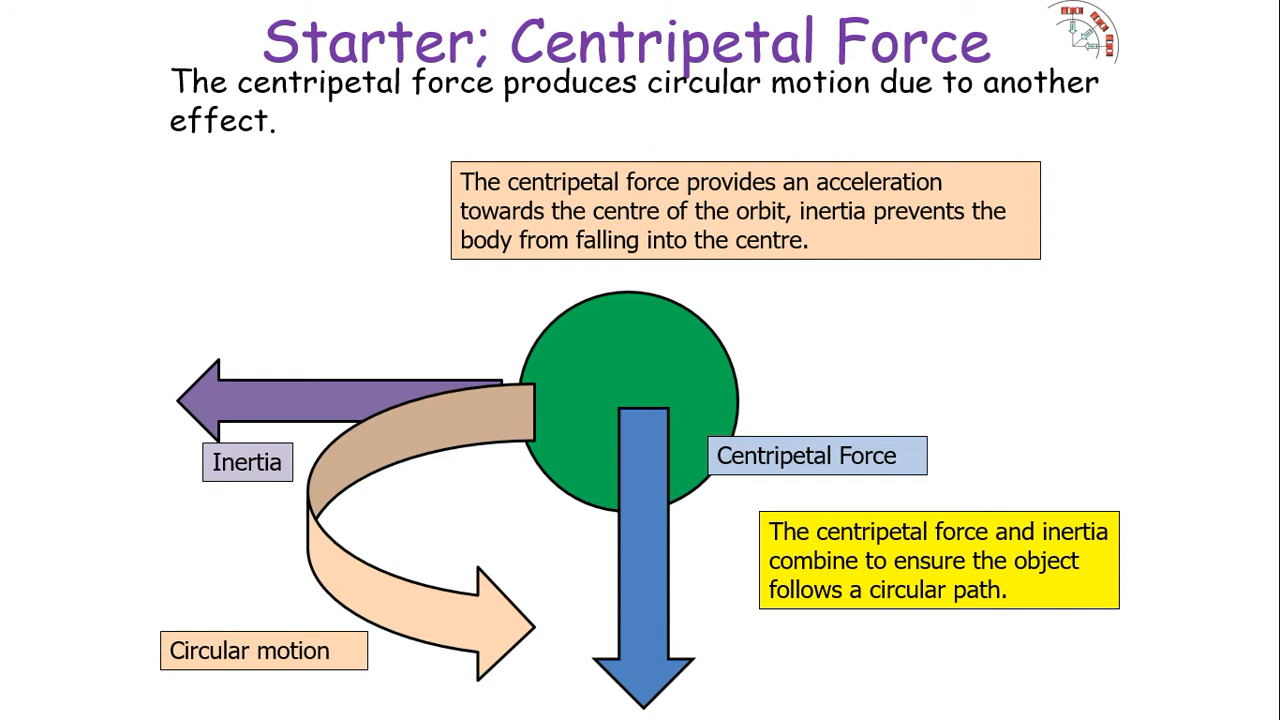 Starter; Centripetal Force
The centripetal force produces circular motion due to another
effect.
The centripetal force provides an acceleration
towards the centre of the orbit, inertia prevents the
body from falling into the centre.
Inertia
Centripetal Force
The centripetal force and inertia
combine to ensure the object
follows a circular path.
Circular motion